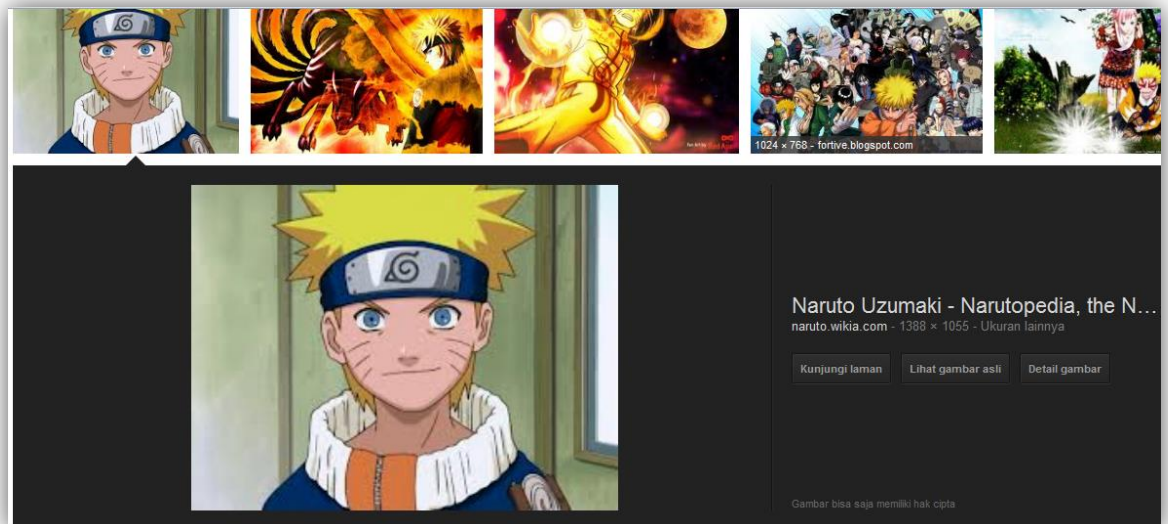 1024 × 768 - fortive.blogspot.com
Naruto Uzumaki - Narutopedia, the N...
naruto.wikia.com - 1388 × 1055 - Ukuran lainnya
Kunjungi laman
Lihat gambar asli
Detail gambar
Gambar bisa saja memiliki hak cipta